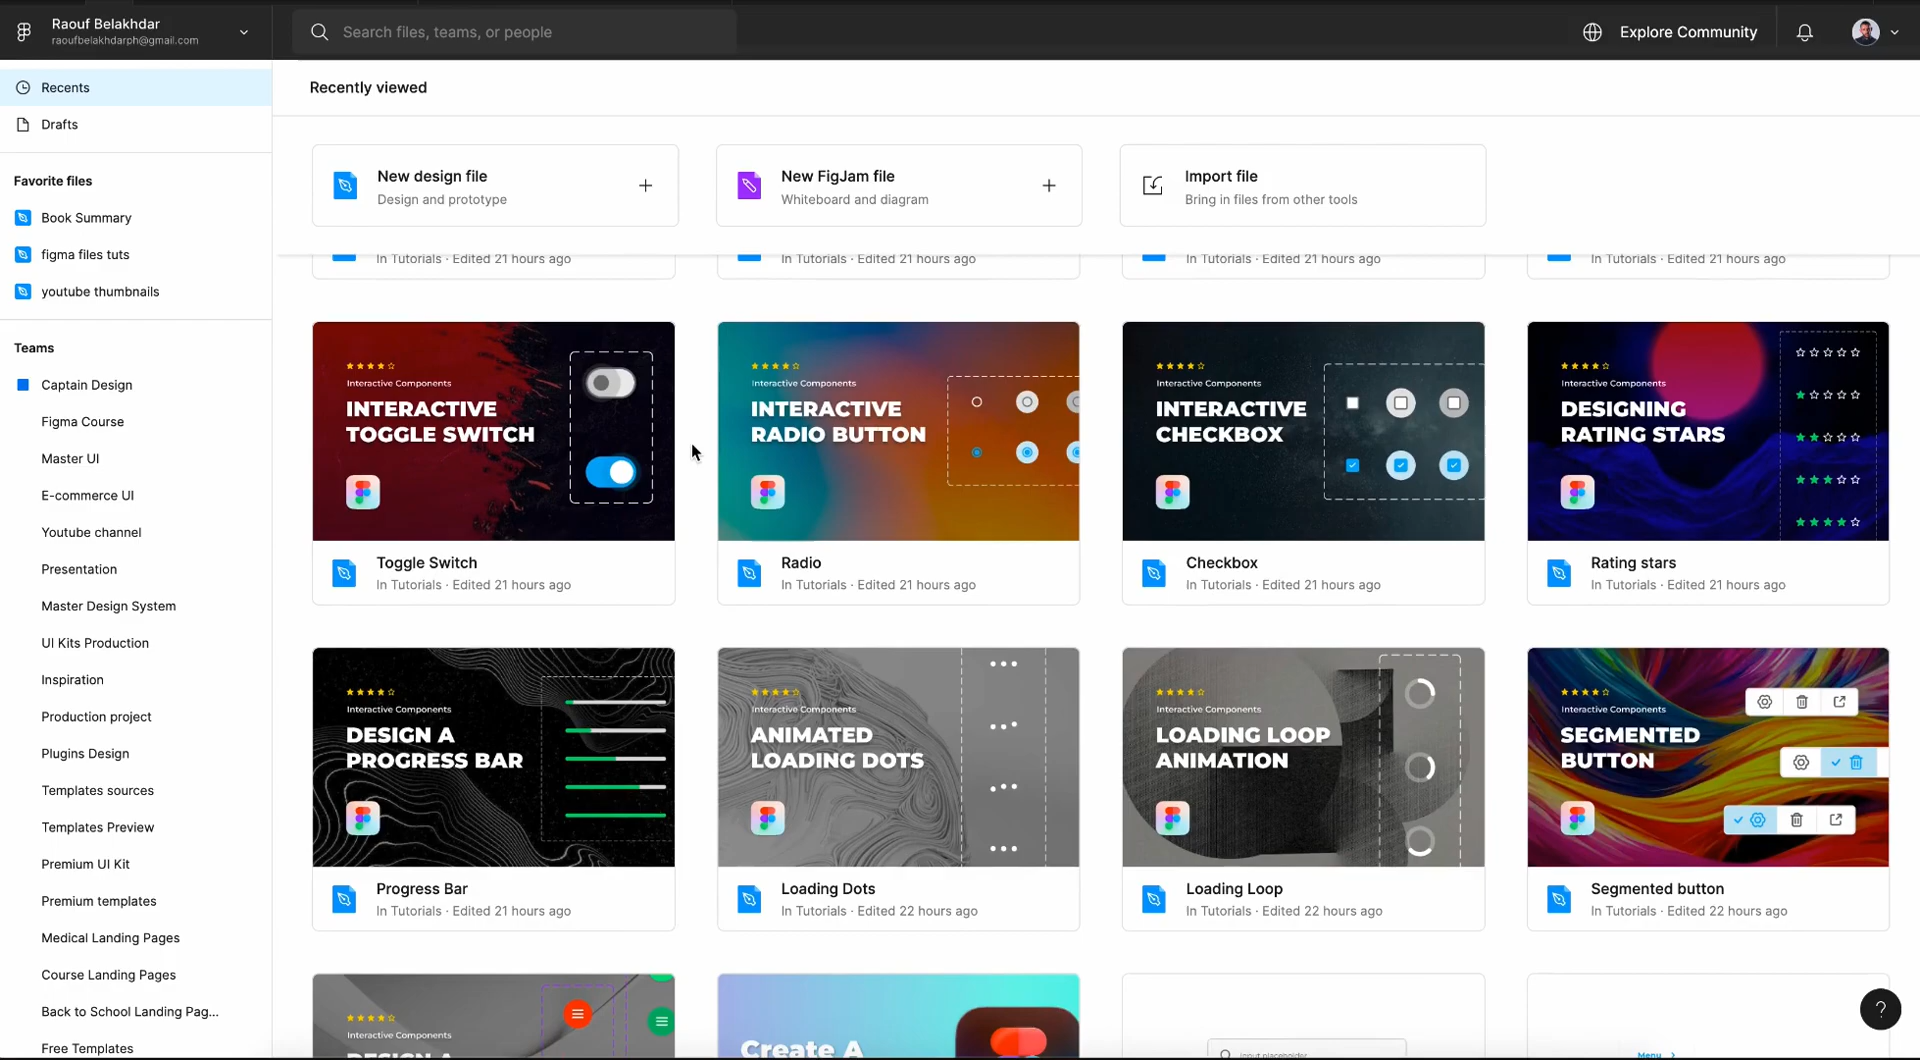 Raouf Belakhdar
raoufbelakhdarph@gmail.com
Search files, teams, or people
Explore Community
Recents
Drafts
Favorite files
Book Summary
figma files tuts
youtube thumbnails
Teams
Captain Design
Figma Course
Master UI
E-commerce UI
Youtube channel
Presentation
Master Design System
UI Kits Production
Inspiration
Production project
Plugins Design
Templates sources
Templates Preview
Premium UI Kit
Premium templates
Medical Landing Pages
Course Landing Pages
Back to School Landing Pag...
Free Templates
Recently viewed
New design file
Design and prototype
New FigJam file
Whiteboard and diagram
Import file
Bring in files from other tools
In Tutorials · Edited 21 hours ago
In Tutorials · Edited 21 hours ago
In Tutorials · Edited 21 hours ago
In Tutorials · Edited 21 hours ago
Interactive Components
INTERACTIVE
TOGGLE SWITCH
Toggle Switch
In Tutorials · Edited 21 hours ago
Interactive Components
INTERACTIVE
RADIO BUTTON
Radio
In Tutorials · Edited 21 hours ago
Interactive Components
INTERACTIVE
CHECKBOX
Checkbox
In Tutorials · Edited 21 hours ago
Interactive Components
DESIGNING
RATING STARS
Rating stars
In Tutorials · Edited 21 hours ago
Interactive Components
DESIGN A
PROGRESS BAR
Progress Bar
In Tutorials · Edited 21 hours ago
Interactive Components
ANIMATED
LOADING DOTS
Loading Dots
In Tutorials · Edited 22 hours ago
Interactive Components
LOADING LOOP
ANIMATION
Loading Loop
In Tutorials · Edited 22 hours ago
Interactive Components
SEGMENTED
BUTTON
Segmented button
In Tutorials · Edited 22 hours ago
Interactive Components
DESIGN A
Create A
Input placeholder
Menu
?